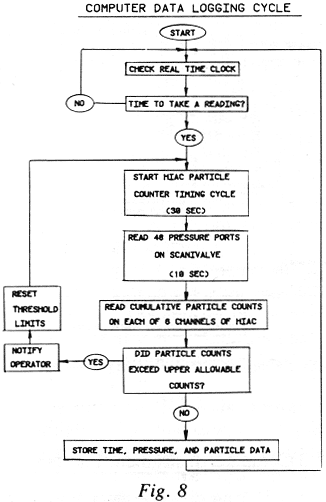 COMPUTER DATA LOGGING CYCLE
START
CHECK REAL TIME CLOCK
NO
TIME TO TAKE A READING?
YES
START HIAC PARTICLE
COUNTER TIMING CYCLE
(30 SEC)
READ 48 PRESSURE PORTS
ON SCANIVALVE
(10 SEC)
READ CUMULATIVE PARTICLE COUNTS
ON EACH OF 6 CHANNELS OF HIAC
DID PARTICLE COUNTS
EXCEED UPPER ALLOWABLE
COUNTS?
YES
NOTIFY
OPERATOR
RESET
THRESHOLD
LIMITS
NO
STORE TIME, PRESSURE, AND PARTICLE DATA
Fig. 8